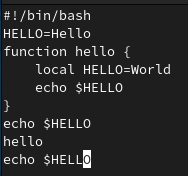 #!/bin/bash
HELLO=Hello
function hello {
    local HELLO=World
    echo $HELLO
}
echo $HELLO
hello
echo $HELLO